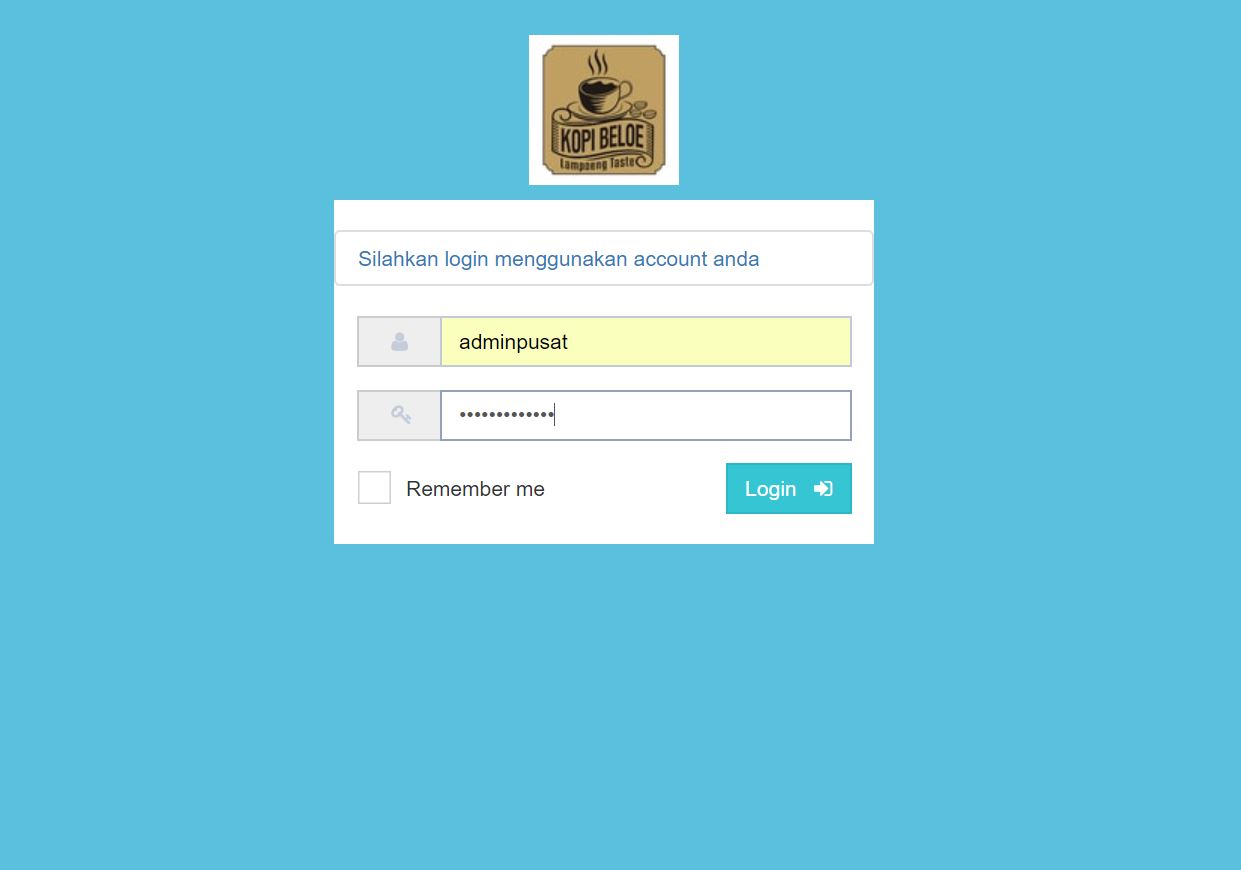 KOPI BELOE
Lampoeng Taste
Silahkan login menggunakan account anda
adminpusat
•••••••••••••
Remember me
Login